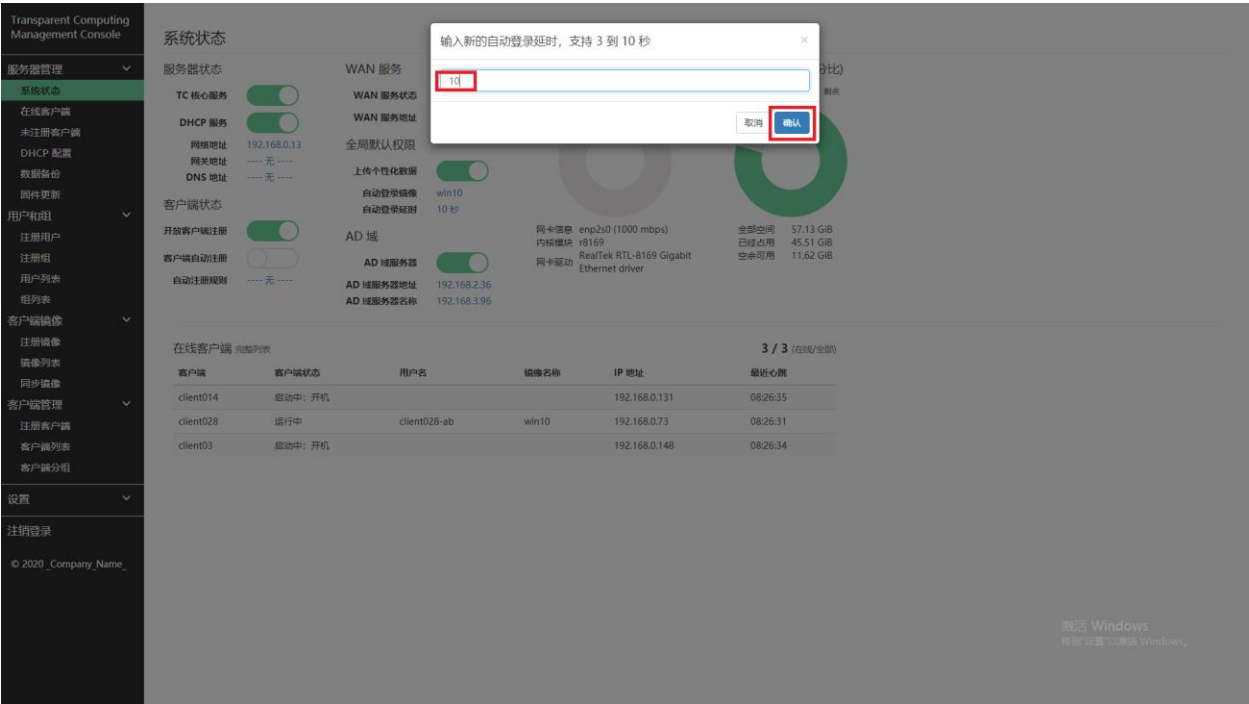 Transparent Computing
Management Console
服务器管理
系统状态
在线客户端
未注册客户端
DHCP 配置
数据备份
固件更新
用户和组
注册用户
注册组
用户列表
组列表
客户端镜像
注册镜像
镜像列表
同步镜像
客户端管理
注册客户端
客户端列表
客户端分组
设置
注销登录
© 2020 _Company_Name_
系统状态
服务器状态
TC 核心服务
DHCP 服务
网络地址 192.168.0.13
网关地址 ---- 无 ----
DNS 地址 ---- 无 ----
客户端状态
开放客户端注册
客户端自动注册
自动注册规则 ---- 无 ----
WAN 服务
WAN 服务状态
WAN 服务地址
全局默认权限
上传个性化数据
自动登录镜像 win10
自动登录延时 10 秒
AD 域
AD 域服务器
AD 域服务器地址 192.168.2.36
AD 域服务器名称 192.168.3.96
输入新的自动登录延时，支持 3 到 10 秒 ×
10
取消 确认
分比)
剩余
网卡信息 enp2s0 (1000 mbps)
内核模块 r8169
网卡驱动 RealTek RTL-8169 Gigabit
Ethernet driver
全部空间 57.13 GiB
已经占用 45.51 GiB
空余可用 11.62 GiB
在线客户端 完整列表 3 / 3 (在线/全部)
客户端 客户端状态 用户名 镜像名称 IP 地址 最近心跳
client014 启动中：开机 192.168.0.131 08:26:35
client028 运行中 client028-ab win10 192.168.0.73 08:26:31
client03 启动中：开机 192.168.0.148 08:26:34
激活 Windows
转到"设置"以激活 Windows。